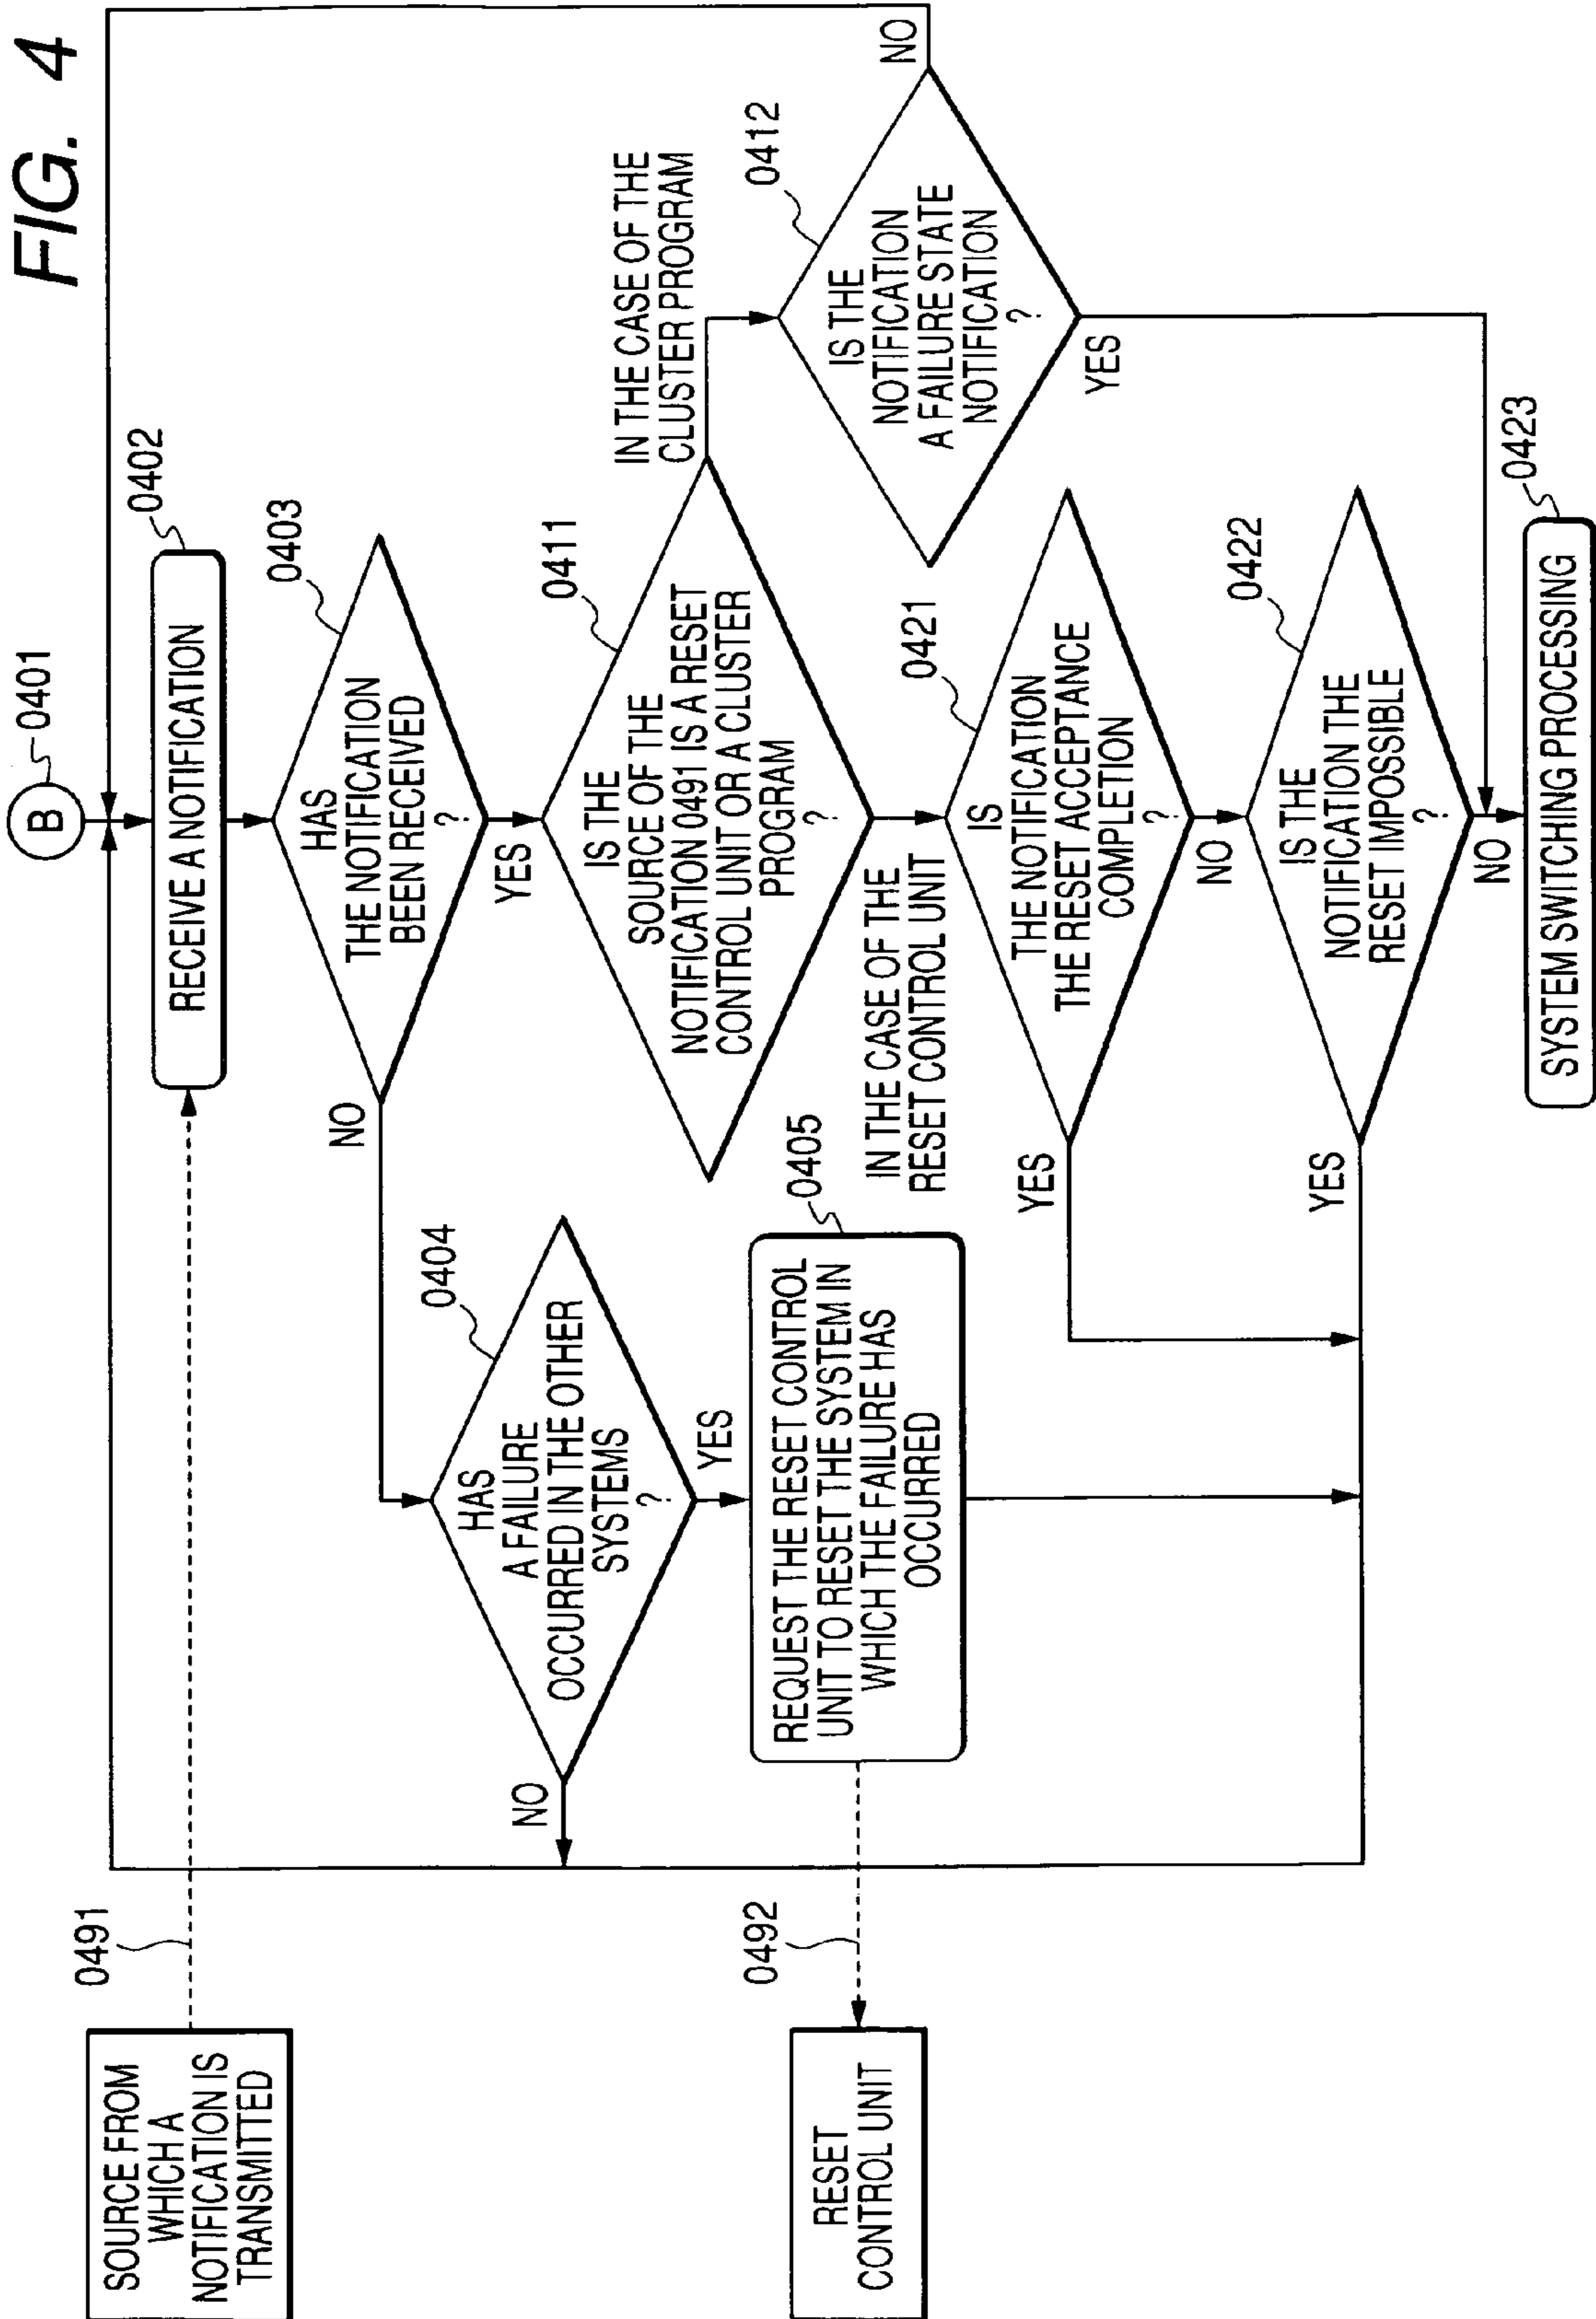 FIG. 4
B
0401
0491
SOURCE FROM
WHICH A
NOTIFICATION IS
TRANSMITTED
RECEIVE A NOTIFICATION
0402
HAS
THE NOTIFICATION
BEEN RECEIVED
?
0403
NO
YES
HAS
A FAILURE
OCCURRED IN THE OTHER
SYSTEMS
?
0404
NO
YES
REQUEST THE RESET CONTROL
UNIT TO RESET THE SYSTEM IN
WHICH THE FAILURE HAS
OCCURRED
0405
0492
RESET
CONTROL UNIT
IS THE
SOURCE OF THE
NOTIFICATION 0491 IS A RESET
CONTROL UNIT OR A CLUSTER
PROGRAM
?
0411
IN THE CASE OF THE
CLUSTER PROGRAM
IN THE CASE OF THE
RESET CONTROL UNIT
IS THE
NOTIFICATION
A FAILURE STATE
NOTIFICATION
?
0412
NO
YES
IS
THE NOTIFICATION
THE RESET ACCEPTANCE
COMPLETION
?
0421
YES
NO
IS THE
NOTIFICATION THE
RESET IMPOSSIBLE
?
0422
YES
NO
SYSTEM SWITCHING PROCESSING
0423